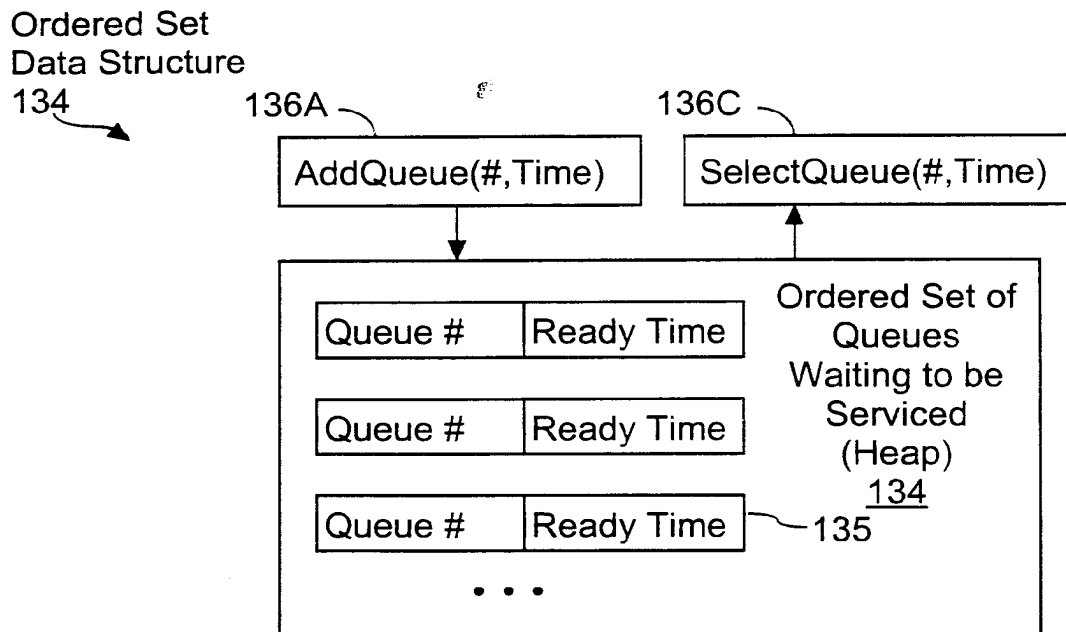 Ordered Set
Data Structure
134
136A
136C
AddQueue(#,Time)
SelectQueue(#,Time)
Queue # Ready Time
Queue # Ready Time
Queue # Ready Time
135
• • •
Ordered Set of
Queues
Waiting to be
Serviced
(Heap)
134